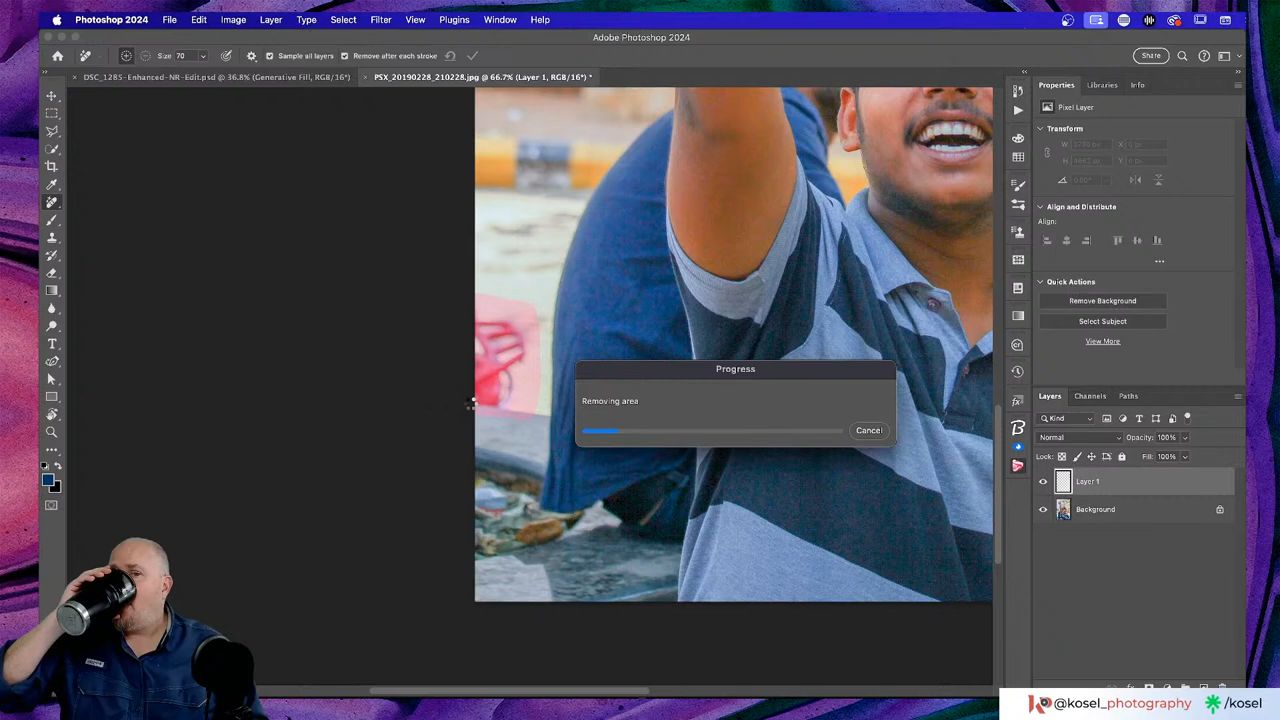 Photoshop 2024 File Edit Image Layer Type Select Filter View Plugins Window Help
Adobe Photoshop 2024
Size 70 Sample all layers Remove after each stroke Share
DSC_1285-Enhanced-NR-Edit.psd @ 36.8% (Generative Fill, RGB/16*)
PSX_20190228_210228.jpg @ 66.7% (Layer 1, RGB/16*) *
Properties Libraries Info
Pixel Layer
Transform
Align and Distribute
Align:
Quick Actions
Remove Background
Select Subject
View More
Progress
Removing area
Cancel
Layers Channels Paths
Kind
Normal Opacity: 100%
Lock: Fill: 100%
Layer 1
Background
@kosel_photography /kosel